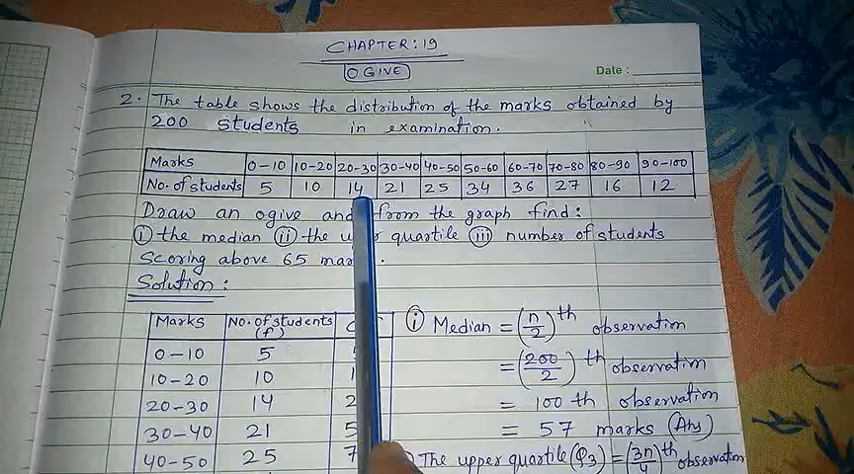 CHAPTER: 19
OGIVE
Date :
2. The table shows the distribution of the marks obtained by
200 students in examination.
Marks 0-10 10-20 20-30 30-40 40-50 50-60 60-70 70-80 80-90 90-100
No. of students 5 10 14 21 25 34 36 27 16 12
Draw an ogive and from the graph find:
(i) the median (ii) the quartile (iii) number of students
Scoring above 65
Solution:
Marks No. of students (f)
0-10 5
10-20 10
20-30 14
30-40 21
40-50 25
(i) Median = (n/2)th observation
= (200/2)th observation
= 100 th observation
= 57 marks (Ans)
The upper quartile (Q3) = (3n/4)th observation